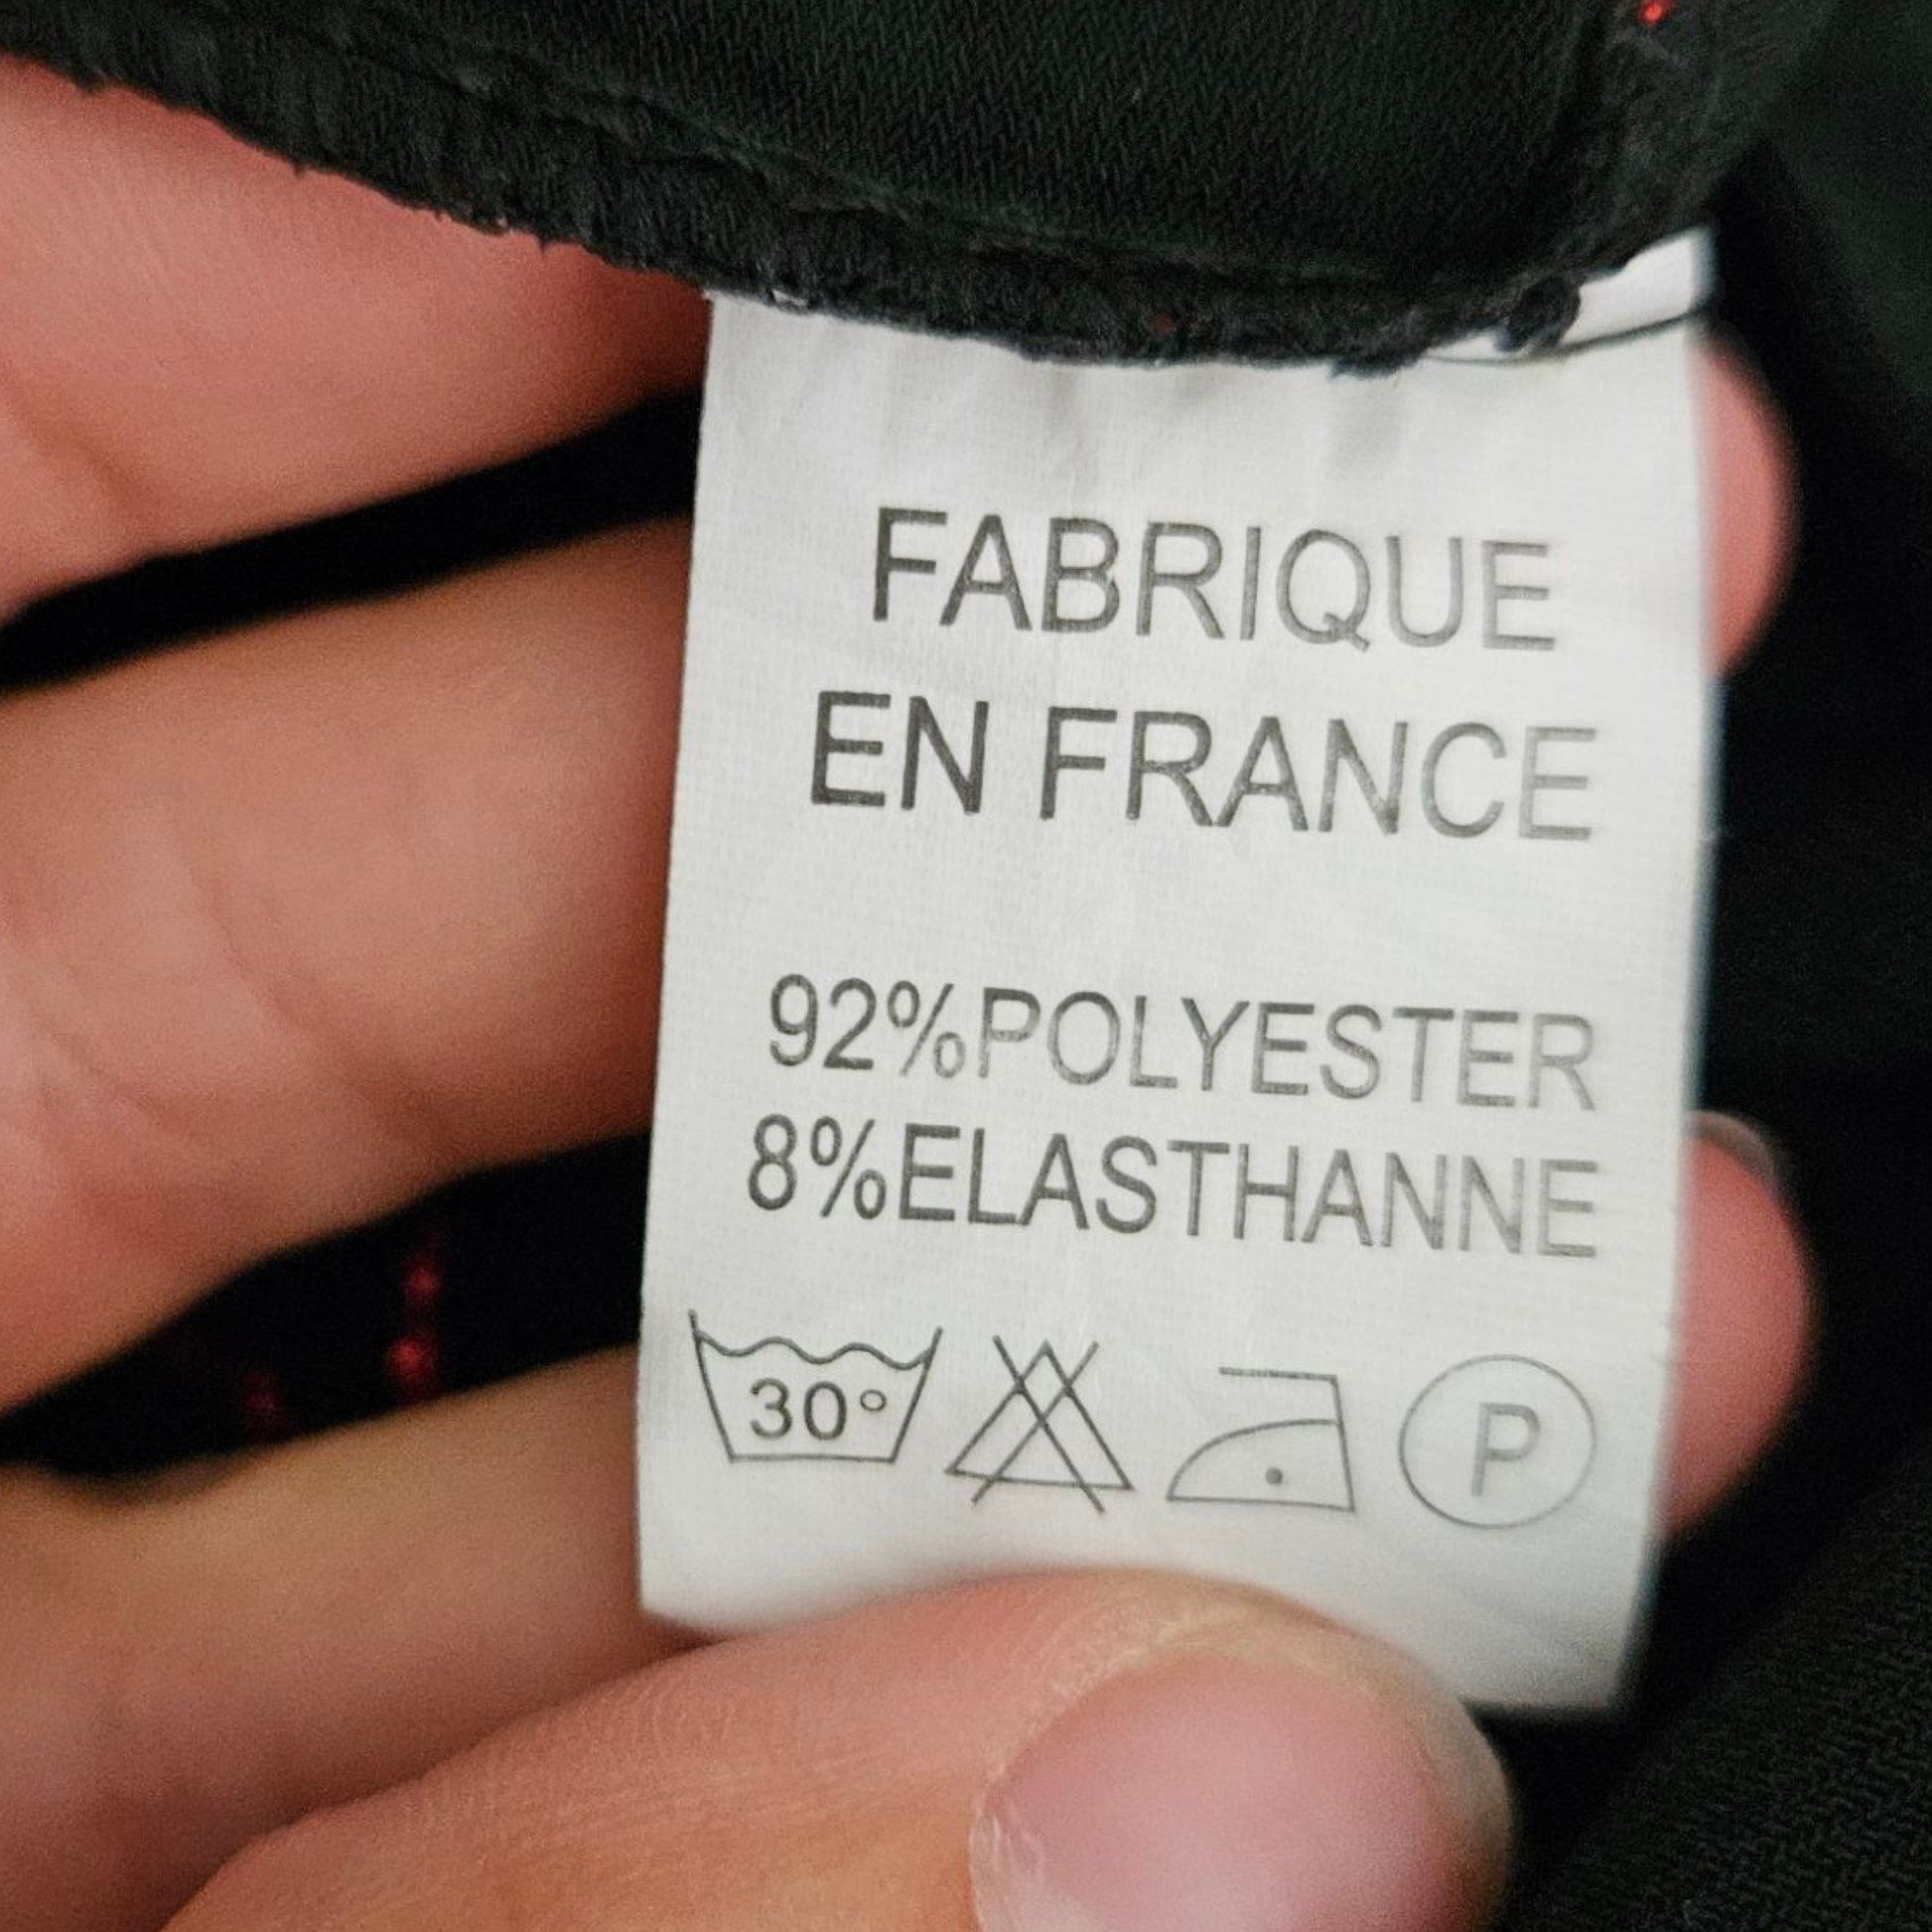 FABRIQUE
EN FRANCE
92%POLYESTER
8%ELASTHANNE
30°
P